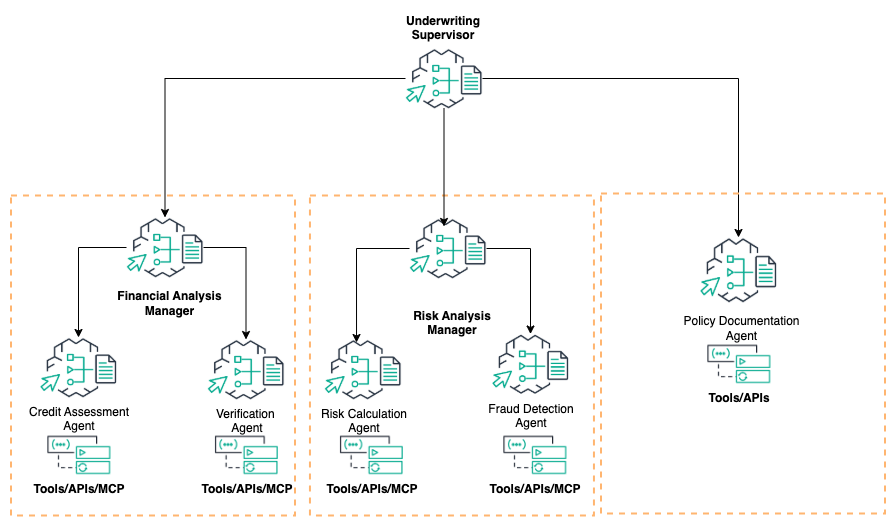 Underwriting
Supervisor
Financial Analysis
Manager
Risk Analysis
Manager
Policy Documentation
Agent
Tools/APIs
Credit Assessment
Agent
Tools/APIs/MCP
Verification
Agent
Tools/APIs/MCP
Risk Calculation
Agent
Tools/APIs/MCP
Fraud Detection
Agent
Tools/APIs/MCP